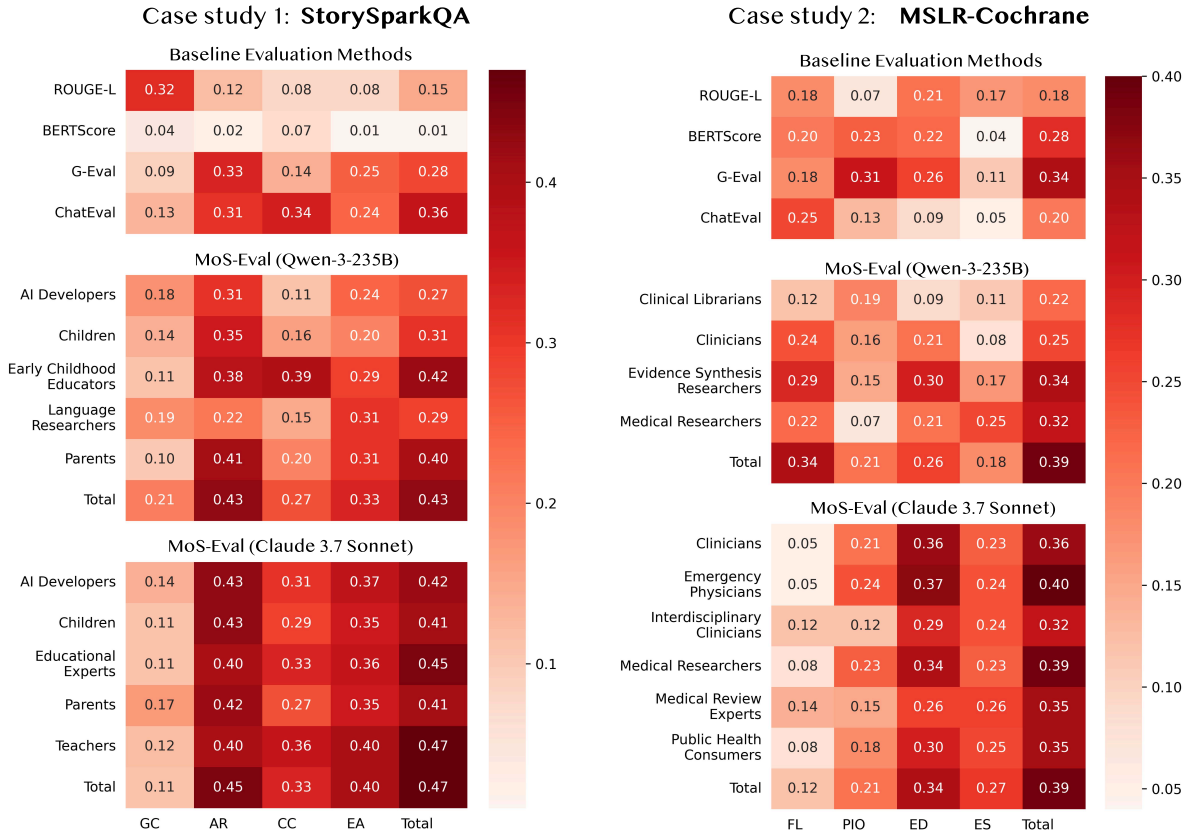 Case study 1: StorySparkQA
Baseline Evaluation Methods
ROUGE-L 0.32 0.12 0.08 0.08 0.15
BERTScore 0.04 0.02 0.07 0.01 0.01
G-Eval 0.09 0.33 0.14 0.25 0.28
ChatEval 0.13 0.31 0.34 0.24 0.36
MoS-Eval (Qwen-3-235B)
AI Developers 0.18 0.31 0.11 0.24 0.27
Children 0.14 0.35 0.16 0.20 0.31
Early Childhood
Educators 0.11 0.38 0.39 0.29 0.42
Language
Researchers 0.19 0.22 0.15 0.31 0.29
Parents 0.10 0.41 0.20 0.31 0.40
Total 0.21 0.43 0.27 0.33 0.43
MoS-Eval (Claude 3.7 Sonnet)
AI Developers 0.14 0.43 0.31 0.37 0.42
Children 0.11 0.43 0.29 0.35 0.41
Educational
Experts 0.11 0.40 0.33 0.36 0.45
Parents 0.17 0.42 0.27 0.35 0.41
Teachers 0.12 0.40 0.36 0.40 0.47
Total 0.11 0.45 0.33 0.40 0.47
GC AR CC EA Total
0.4
0.3
0.2
0.1
Case study 2: MSLR-Cochrane
Baseline Evaluation Methods
ROUGE-L 0.18 0.07 0.21 0.17 0.18
BERTScore 0.20 0.23 0.22 0.04 0.28
G-Eval 0.18 0.31 0.26 0.11 0.34
ChatEval 0.25 0.13 0.09 0.05 0.20
MoS-Eval (Qwen-3-235B)
Clinical Librarians 0.12 0.19 0.09 0.11 0.22
Clinicians 0.24 0.16 0.21 0.08 0.25
Evidence Synthesis
Researchers 0.29 0.15 0.30 0.17 0.34
Medical Researchers 0.22 0.07 0.21 0.25 0.32
Total 0.34 0.21 0.26 0.18 0.39
MoS-Eval (Claude 3.7 Sonnet)
Clinicians 0.05 0.21 0.36 0.23 0.36
Emergency
Physicians 0.05 0.24 0.37 0.24 0.40
Interdisciplinary
Clinicians 0.12 0.12 0.29 0.24 0.32
Medical Researchers 0.08 0.23 0.34 0.23 0.39
Medical Review
Experts 0.14 0.15 0.26 0.26 0.35
Public Health
Consumers 0.08 0.18 0.30 0.25 0.35
Total 0.12 0.21 0.34 0.27 0.39
FL PIO ED ES Total
0.40
0.35
0.30
0.25
0.20
0.15
0.10
0.05